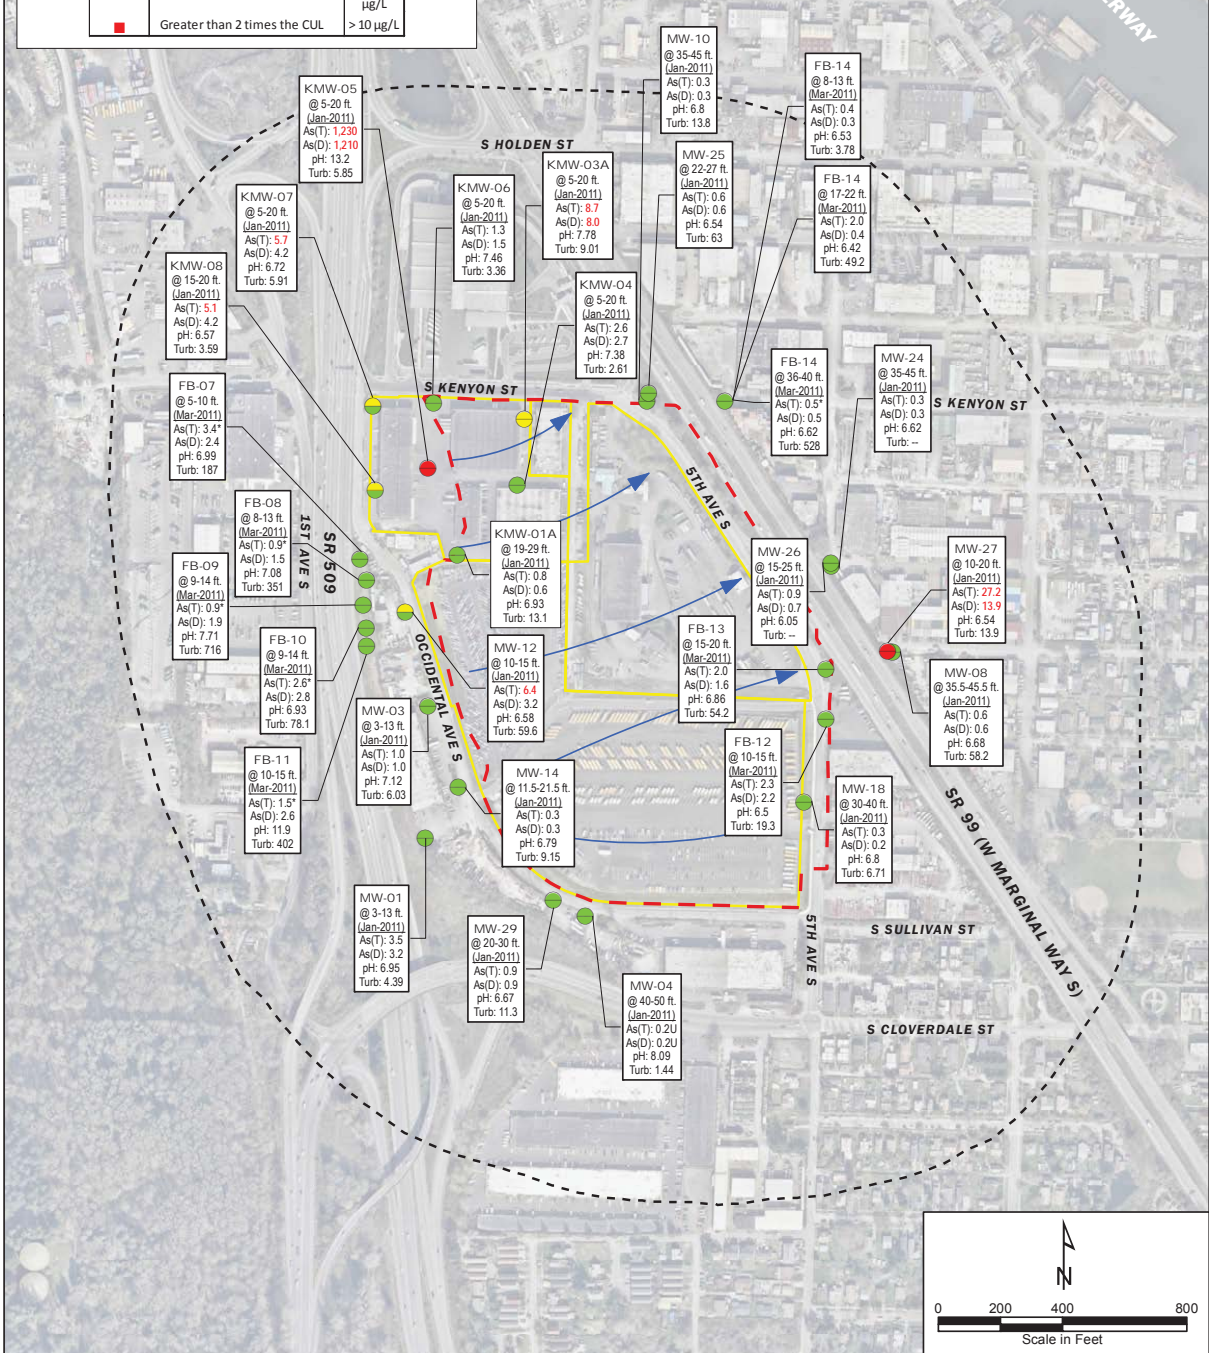 µg/L
Greater than 2 times the CUL > 10 µg/L
ERWAY
MW-10
@ 35-45 ft.
(Jan-2011)
As(T): 0.3
As(D): 0.3
pH: 6.8
Turb: 13.8
FB-14
@ 8-13 ft.
(Mar-2011)
As(T): 0.4
As(D): 0.3
pH: 6.53
Turb: 3.78
KMW-05
@ 5-20 ft.
(Jan-2011)
As(T): 1,230
As(D): 1,210
pH: 13.2
Turb: 5.85
S HOLDEN ST
KMW-03A
@ 5-20 ft.
(Jan-2011)
As(T): 8.7
As(D): 8.0
pH: 7.78
Turb: 9.01
MW-25
@ 22-27 ft.
(Jan-2011)
As(T): 0.6
As(D): 0.6
pH: 6.54
Turb: 63
FB-14
@ 17-22 ft.
(Mar-2011)
As(T): 2.0
As(D): 0.4
pH: 6.42
Turb: 49.2
KMW-06
@ 5-20 ft.
(Jan-2011)
As(T): 1.3
As(D): 1.5
pH: 7.46
Turb: 3.36
KMW-07
@ 5-20 ft.
(Jan-2011)
As(T): 5.7
As(D): 4.2
pH: 6.72
Turb: 5.91
KMW-08
@ 15-20 ft.
(Jan-2011)
As(T): 5.1
As(D): 4.2
pH: 6.57
Turb: 3.59
KMW-04
@ 5-20 ft.
(Jan-2011)
As(T): 2.6
As(D): 2.7
pH: 7.38
Turb: 2.61
FB-14
@ 36-40 ft.
(Mar-2011)
As(T): 0.5*
As(D): 0.5
pH: 6.62
Turb: 528
MW-24
@ 35-45 ft.
(Jan-2011)
As(T): 0.3
As(D): 0.3
pH: 6.62
Turb: --
S KENYON ST
S KENYON ST
FB-07
@ 5-10 ft.
(Mar-2011)
As(T): 3.4*
As(D): 2.4
pH: 6.99
Turb: 187
5TH AVE S
FB-08
@ 8-13 ft.
(Mar-2011)
As(T): 0.9*
As(D): 1.5
pH: 7.08
Turb: 351
1ST AVE S
SR 509
KMW-01A
@ 19-29 ft.
(Jan-2011)
As(T): 0.8
As(D): 0.6
pH: 6.93
Turb: 13.1
MW-26
@ 15-25 ft.
(Jan-2011)
As(T): 0.9
As(D): 0.7
pH: 6.05
Turb: --
MW-27
@ 10-20 ft.
(Jan-2011)
As(T): 27.2
As(D): 13.9
pH: 6.54
Turb: 13.9
FB-09
@ 9-14 ft.
(Mar-2011)
As(T): 0.9*
As(D): 1.9
pH: 7.71
Turb: 716
FB-10
@ 9-14 ft.
(Mar-2011)
As(T): 2.6*
As(D): 2.8
pH: 6.93
Turb: 78.1
OCCIDENTAL AVE S
MW-12
@ 10-15 ft.
(Jan-2011)
As(T): 6.4
As(D): 3.2
pH: 6.58
Turb: 59.6
FB-13
@ 15-20 ft.
(Mar-2011)
As(T): 2.0
As(D): 1.6
pH: 6.86
Turb: 54.2
MW-08
@ 35.5-45.5 ft.
(Jan-2011)
As(T): 0.6
As(D): 0.6
pH: 6.68
Turb: 58.2
MW-03
@ 3-13 ft.
(Jan-2011)
As(T): 1.0
As(D): 1.0
pH: 7.12
Turb: 6.03
FB-11
@ 10-15 ft.
(Mar-2011)
As(T): 1.5*
As(D): 2.6
pH: 11.9
Turb: 402
MW-14
@ 11.5-21.5 ft.
(Jan-2011)
As(T): 0.3
As(D): 0.3
pH: 6.79
Turb: 9.15
FB-12
@ 10-15 ft.
(Mar-2011)
As(T): 2.3
As(D): 2.2
pH: 6.5
Turb: 19.3
MW-18
@ 30-40 ft.
(Jan-2011)
As(T): 0.3
As(D): 0.2
pH: 6.8
Turb: 6.71
SR 99 (W MARGINAL WAY S)
MW-01
@ 3-13 ft.
(Jan-2011)
As(T): 3.5
As(D): 3.2
pH: 6.95
Turb: 4.39
MW-29
@ 20-30 ft.
(Jan-2011)
As(T): 0.9
As(D): 0.9
pH: 6.67
Turb: 11.3
5TH AVE S
S SULLIVAN ST
MW-04
@ 40-50 ft.
(Jan-2011)
As(T): 0.2U
As(D): 0.2U
pH: 8.09
Turb: 1.44
S CLOVERDALE ST
N
0 200 400 800
Scale in Feet